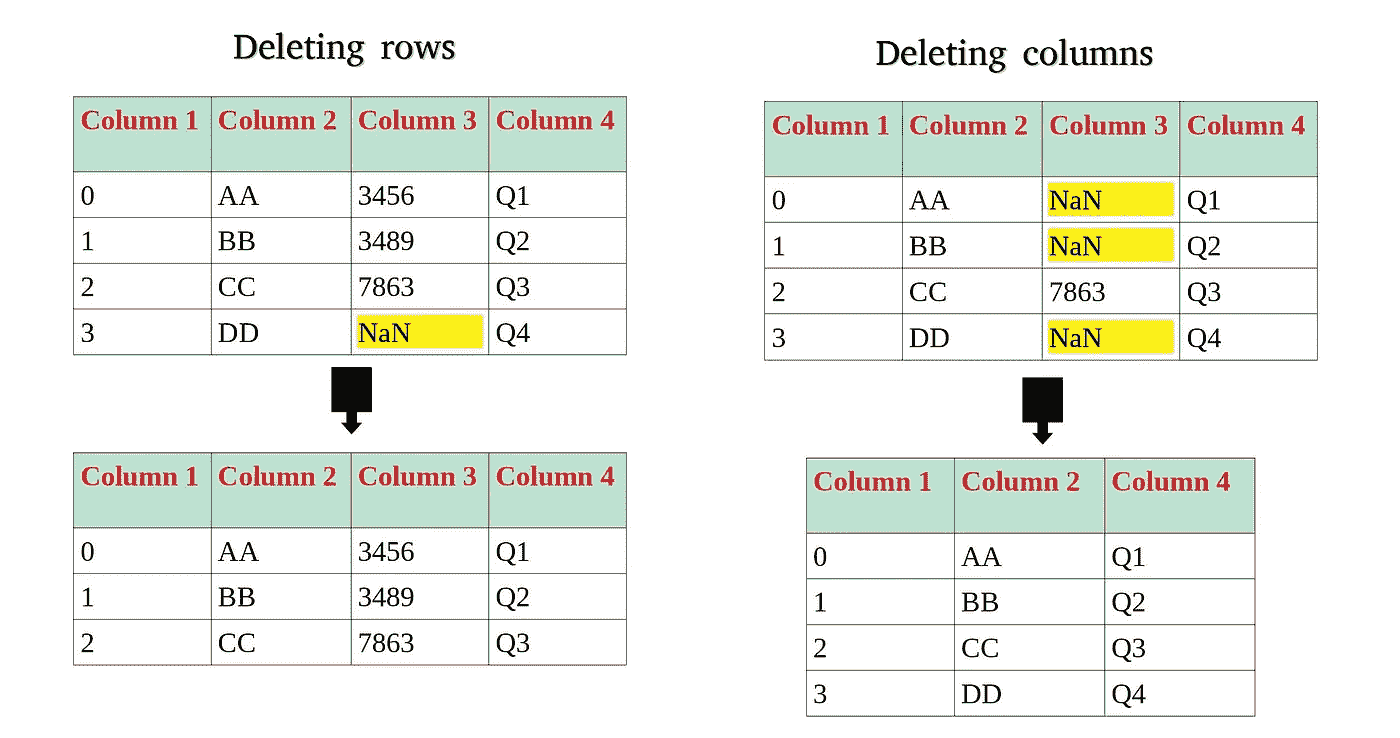 Deleting rows
Column 1 Column 2 Column 3 Column 4
0 AA 3456 Q1
1 BB 3489 Q2
2 CC 7863 Q3
3 DD NaN Q4
Column 1 Column 2 Column 3 Column 4
0 AA 3456 Q1
1 BB 3489 Q2
2 CC 7863 Q3
Deleting columns
Column 1 Column 2 Column 3 Column 4
0 AA NaN Q1
1 BB NaN Q2
2 CC 7863 Q3
3 DD NaN Q4
Column 1 Column 2 Column 4
0 AA Q1
1 BB Q2
2 CC Q3
3 DD Q4